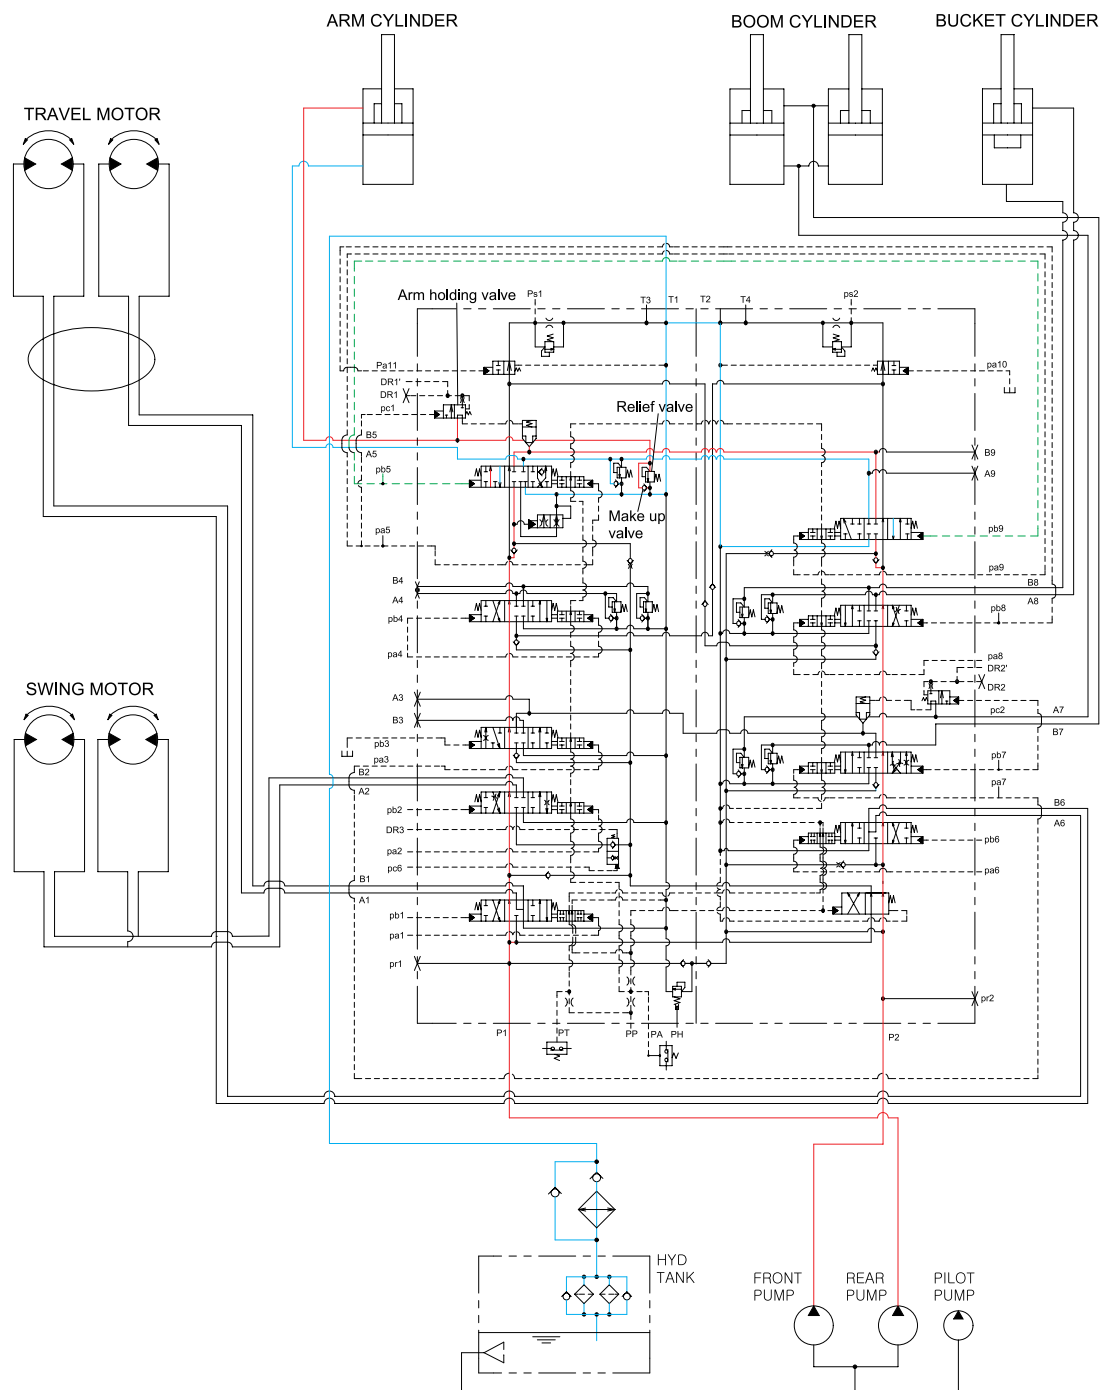 ARM CYLINDER
BOOM CYLINDER
BUCKET CYLINDER
TRAVEL MOTOR
Arm holding valve
Ps1
T3
T1
T2
T4
ps2
Pa11
pa10
DR1'
DR1
pc1
Relief valve
B5
A5
B9
A9
pb5
Make up
valve
pa5
pb9
pa9
B4
A4
B8
A8
pb4
pb8
pa4
pa8
DR2'
DR2
SWING MOTOR
A3
B3
pc2
A7
B7
pb3
pa3
pb7
pa7
B2
A2
B6
A6
pb2
DR3
pa2
pc6
pb6
pa6
B1
A1
pb1
pa1
pr1
pr2
P1
PT
PP
PA
PH
P2
HYD
TANK
FRONT
PUMP
REAR
PUMP
PILOT
PUMP